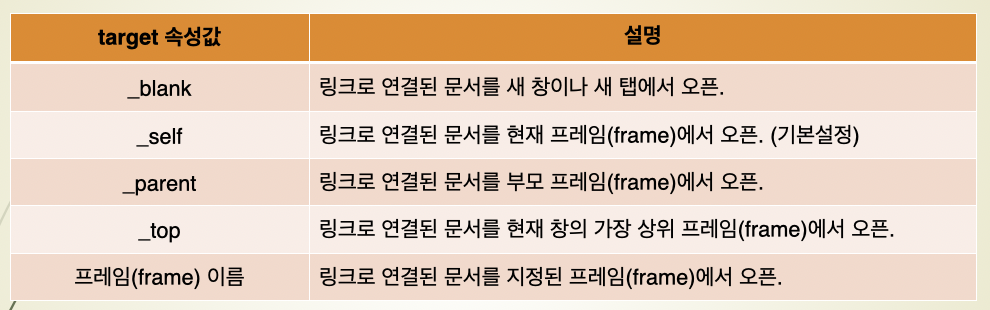 target 속성값 설명
_blank 링크로 연결된 문서를 새 창이나 새 탭에서 오픈.
_self 링크로 연결된 문서를 현재 프레임(frame)에서 오픈. (기본설정)
_parent 링크로 연결된 문서를 부모 프레임(frame)에서 오픈.
_top 링크로 연결된 문서를 현재 창의 가장 상위 프레임(frame)에서 오픈.
프레임(frame) 이름 링크로 연결된 문서를 지정된 프레임(frame)에서 오픈.